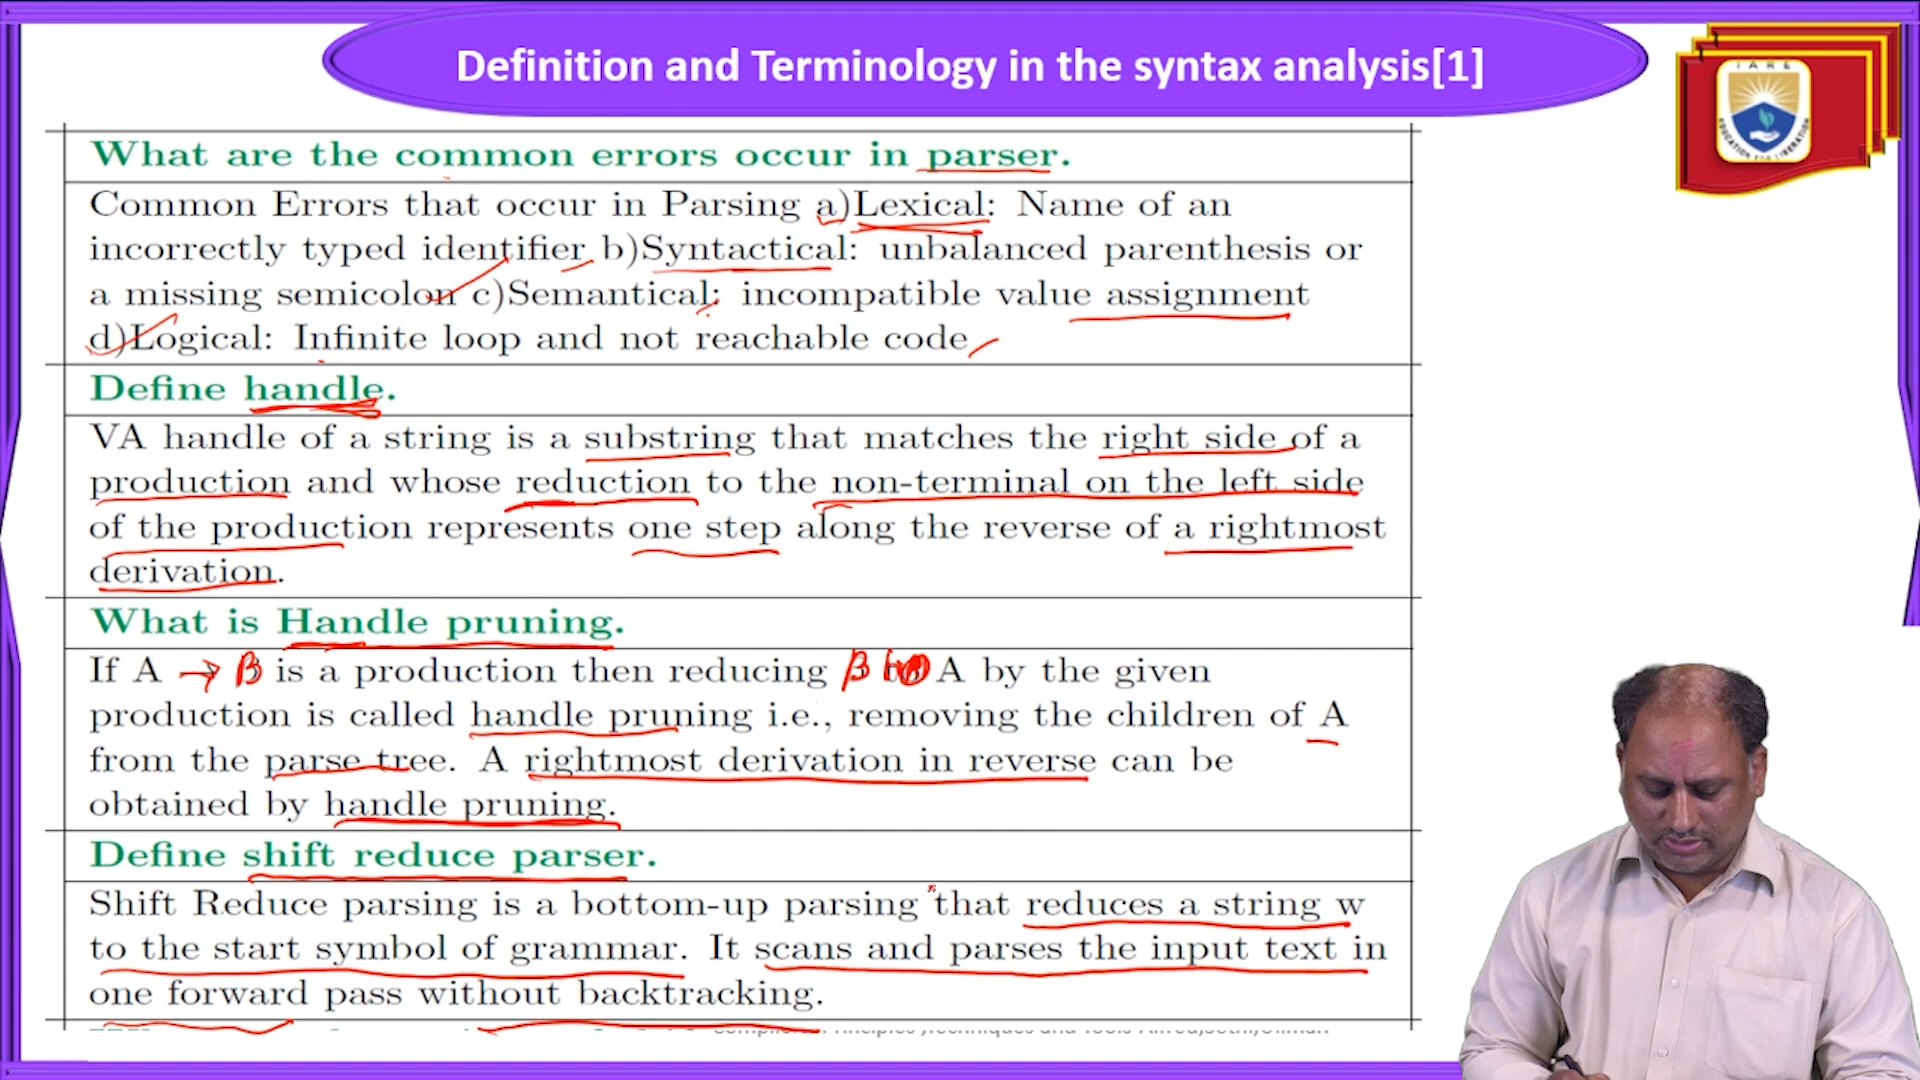 Definition and Terminology in the syntax analysis[1]
IARE
EDUCATION FOR LIBERATION
What are the common errors occur in parser.
Common Errors that occur in Parsing a)Lexical: Name of an
incorrectly typed identifier b)Syntactical: unbalanced parenthesis or
a missing semicolon c)Semantical: incompatible value assignment
d)Logical: Infinite loop and not reachable code
Define handle.
VA handle of a string is a substring that matches the right side of a
production and whose reduction to the non-terminal on the left side
of the production represents one step along the reverse of a rightmost
derivation.
What is Handle pruning.
If A → β is a production then reducing β to A by the given
production is called handle pruning i.e., removing the children of A
from the parse tree. A rightmost derivation in reverse can be
obtained by handle pruning.
Define shift reduce parser.
Shift Reduce parsing is a bottom-up parsing that reduces a string w
to the start symbol of grammar. It scans and parses the input text in
one forward pass without backtracking.